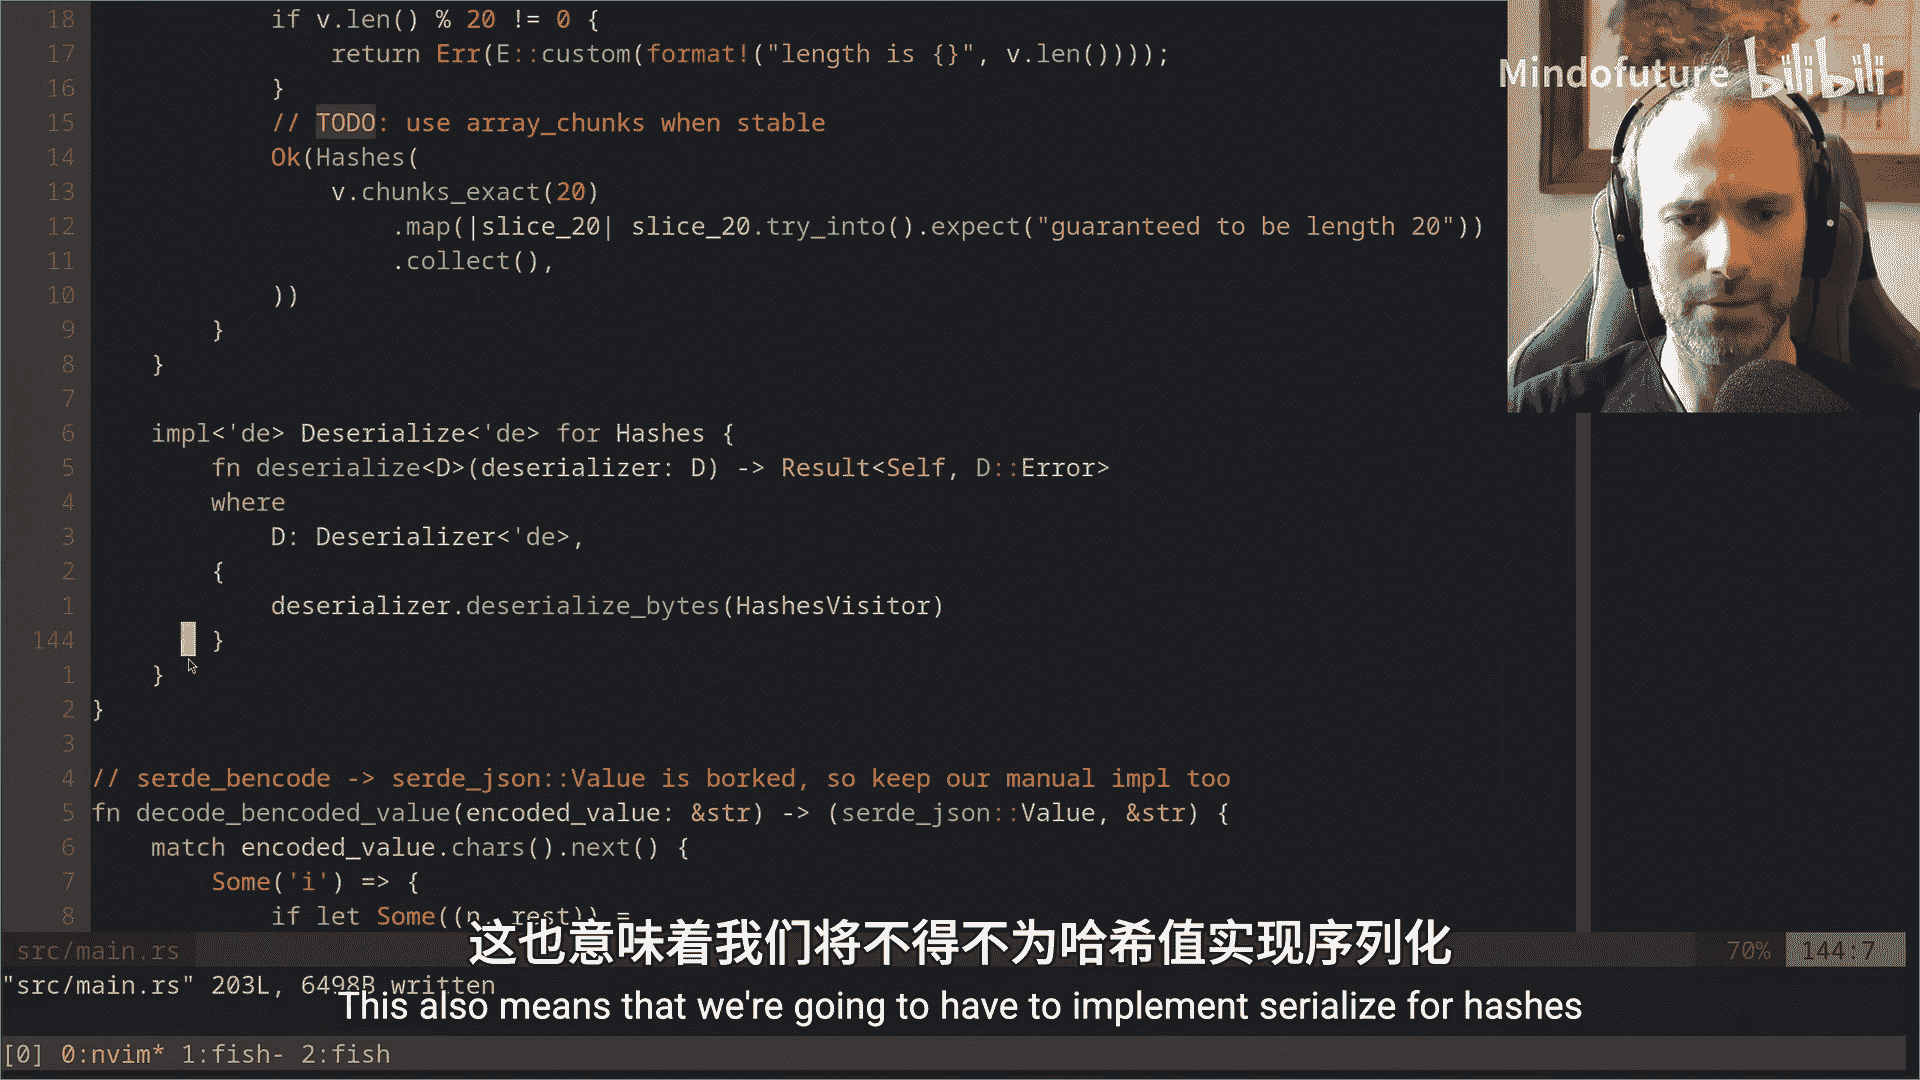 18 if v.len() % 20 != 0 {
17 return Err(E::custom(format!("length is {}", v.len())));
16 }
15 // TODO: use array_chunks when stable
14 Ok(Hashes(
13 v.chunks_exact(20)
12 .map(|slice_20| slice_20.try_into().expect("guaranteed to be length 20"))
11 .collect(),
10 ))
9 }
8 }
7
6 impl<'de> Deserialize<'de> for Hashes {
5 fn deserialize<D>(deserializer: D) -> Result<Self, D::Error>
4 where
3 D: Deserializer<'de>,
2 {
1 deserializer.deserialize_bytes(HashesVisitor)
144 }
1 }
2 }
3
4 // serde_bencode -> serde_json::Value is borked, so keep our manual impl too
5 fn decode_bencoded_value(encoded_value: &str) -> (serde_json::Value, &str) {
6 match encoded_value.chars().next() {
7 Some('i') => {
8 if let Some((n, rest)) =
Mindofuture bilibili
这也意味着我们将不得不为哈希值实现序列化
src/main.rs 70% 144:7
"src/main.rs" 203L, 6498B written
This also means that we're going to have to implement serialize for hashes
[0] 0:nvim* 1:fish- 2:fish